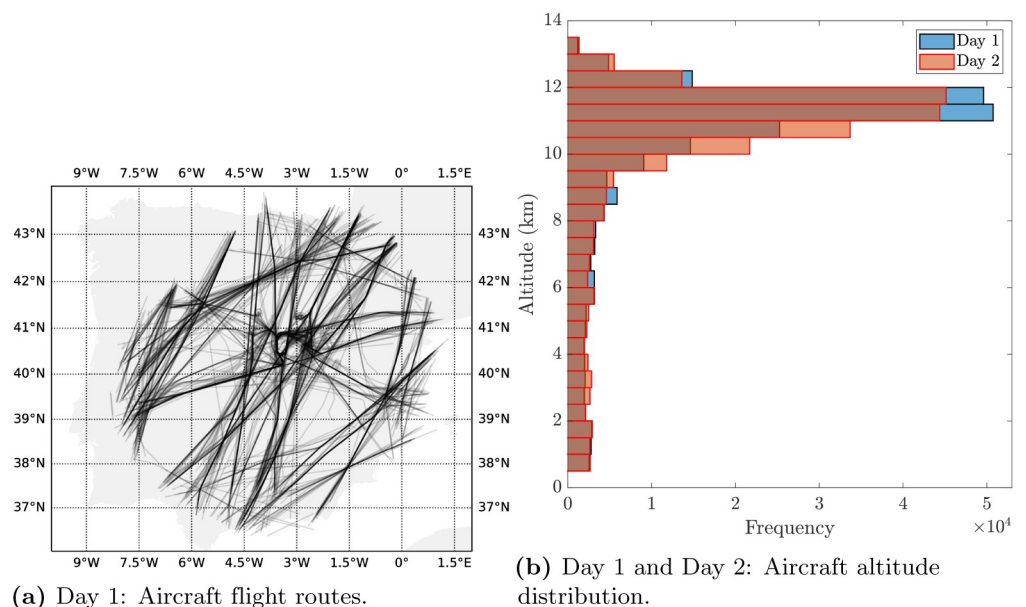 9°W 7.5°W 6°W 4.5°W 3°W 1.5°W 0° 1.5°E
43°N 43°N
42°N 42°N
41°N 41°N
40°N 40°N
39°N 39°N
38°N 38°N
37°N 37°N
9°W 7.5°W 6°W 4.5°W 3°W 1.5°W 0° 1.5°E
(a) Day 1: Aircraft flight routes.
14
12
10
8
6
4
2
0
Altitude (km)
Day 1
Day 2
0 1 2 3 4 5
Frequency
×10⁴
(b) Day 1 and Day 2: Aircraft altitude
distribution.